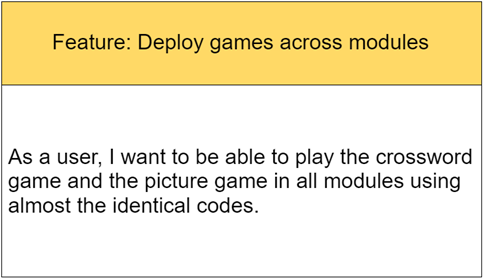 Feature: Deploy games across modules
As a user, I want to be able to play the crossword
game and the picture game in all modules using
almost the identical codes.